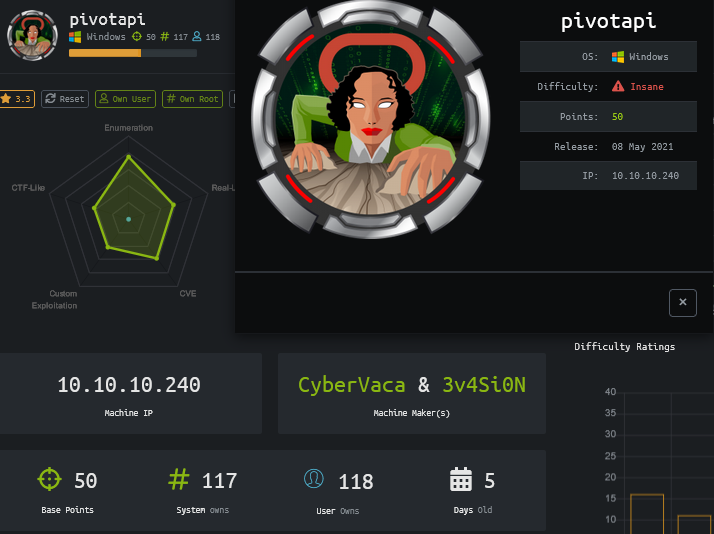 pivotapi
Windows 50 117 118
3.3 Reset Own User Own Root
Enumeration
CTF-Like
Custom
Exploitation
CVE
pivotapi
OS: Windows
Difficulty: Insane
Points: 50
Release: 08 May 2021
IP: 10.10.10.240
×
10.10.10.240
Machine IP
CyberVaca & 3v4Si0N
Machine Maker(s)
50
Base Points
117
System owns
118
User Owns
5
Days Old
Difficulty Ratings
40
35
30
25
20
15
10